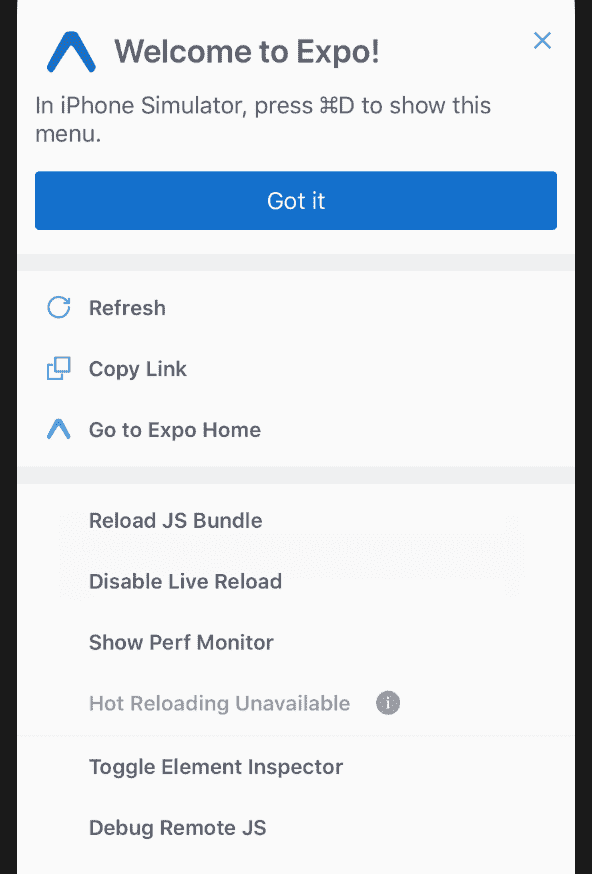 Welcome to Expo!
In iPhone Simulator, press ⌘D to show this
menu.
Got it
Refresh
Copy Link
Go to Expo Home
Reload JS Bundle
Disable Live Reload
Show Perf Monitor
Hot Reloading Unavailable i
Toggle Element Inspector
Debug Remote JS